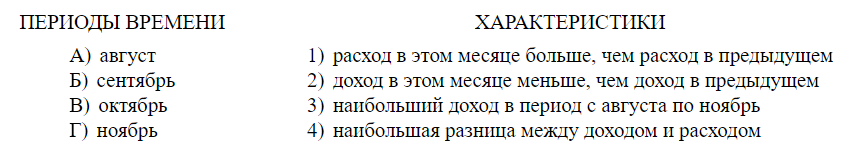 ПЕРИОДЫ ВРЕМЕНИ ХАРАКТЕРИСТИКИ
А) август 1) расход в этом месяце больше, чем расход в предыдущем
Б) сентябрь 2) доход в этом месяце меньше, чем доход в предыдущем
В) октябрь 3) наибольший доход в период с августа по ноябрь
Г) ноябрь 4) наибольшая разница между доходом и расходом